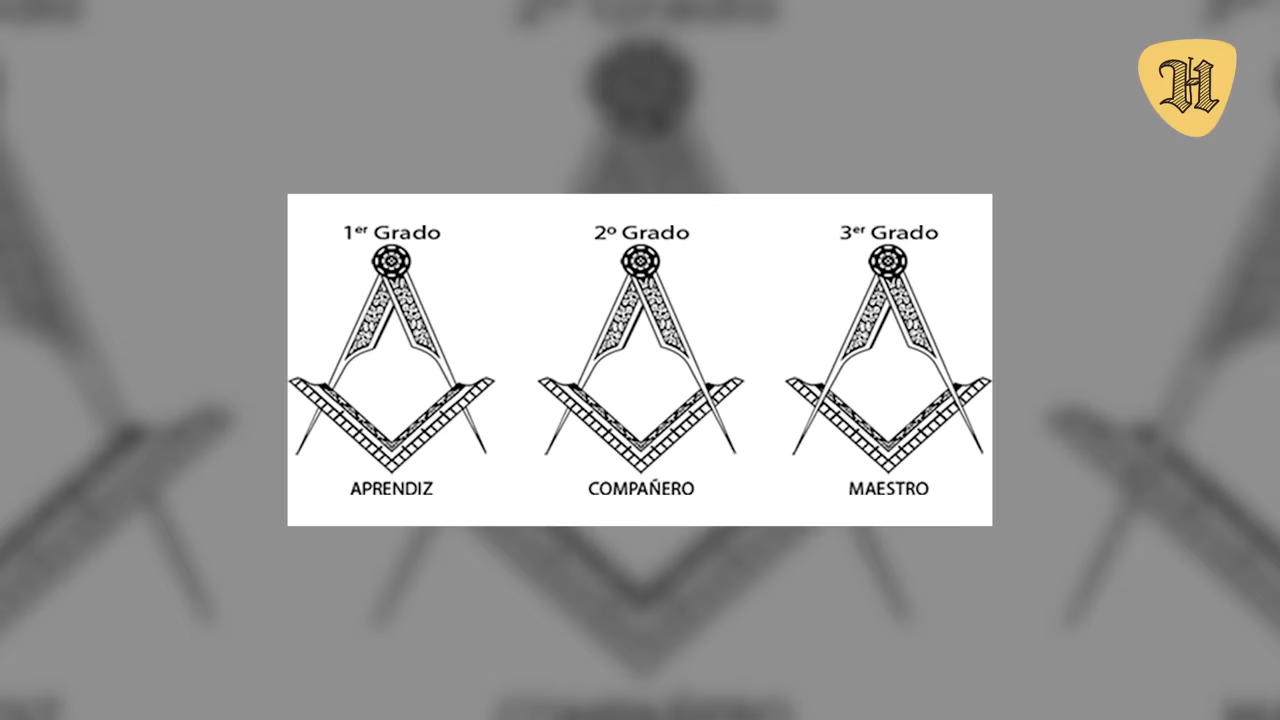 1er Grado
2º Grado
3er Grado
APRENDIZ
COMPAÑERO
MAESTRO
H